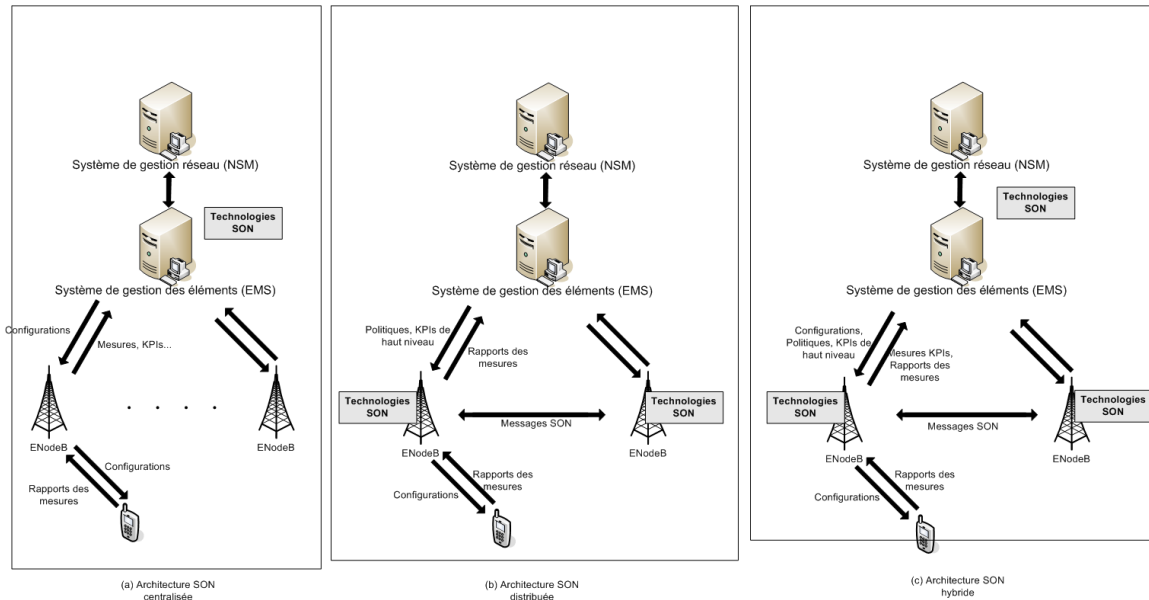 Système de gestion réseau (NSM)
Technologies
SON
Système de gestion des éléments (EMS)
Configurations
Mesures, KPIs...
. . . .
ENodeB
ENodeB
Configurations
Rapports des
mesures
(a) Architecture SON
centralisée
Système de gestion réseau (NSM)
Système de gestion des éléments (EMS)
Politiques, KPIs de
haut niveau
Rapports des
mesures
Technologies
SON
Technologies
SON
Messages SON
ENodeB
ENodeB
Rapports des
mesures
Configurations
(b) Architecture SON
distribuée
Système de gestion réseau (NSM)
Technologies
SON
Système de gestion des éléments (EMS)
Configurations,
Politiques, KPIs de
haut niveau
Mesures KPIs,
Rapports des
mesures
Technologies
SON
Technologies
SON
Messages SON
ENodeB
ENodeB
Rapports des
mesures
Configurations
(c) Architecture SON
hybride